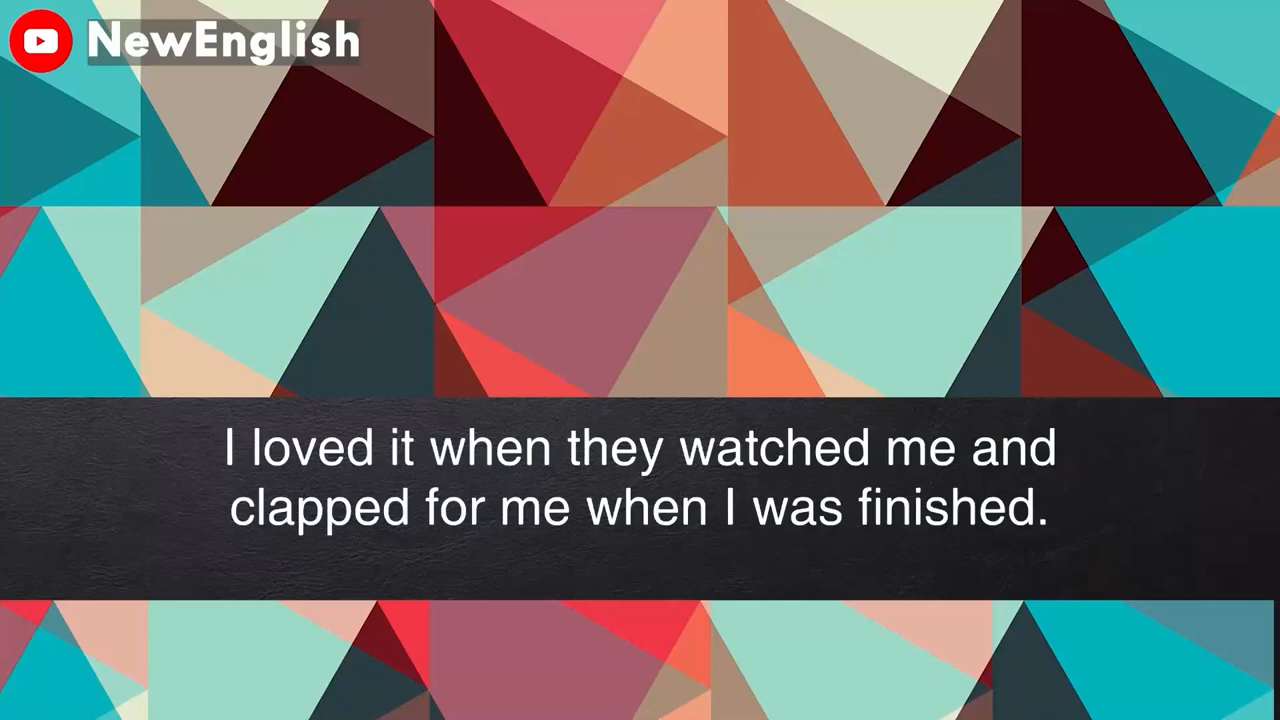 NewEnglish
I loved it when they watched me and
clapped for me when I was finished.